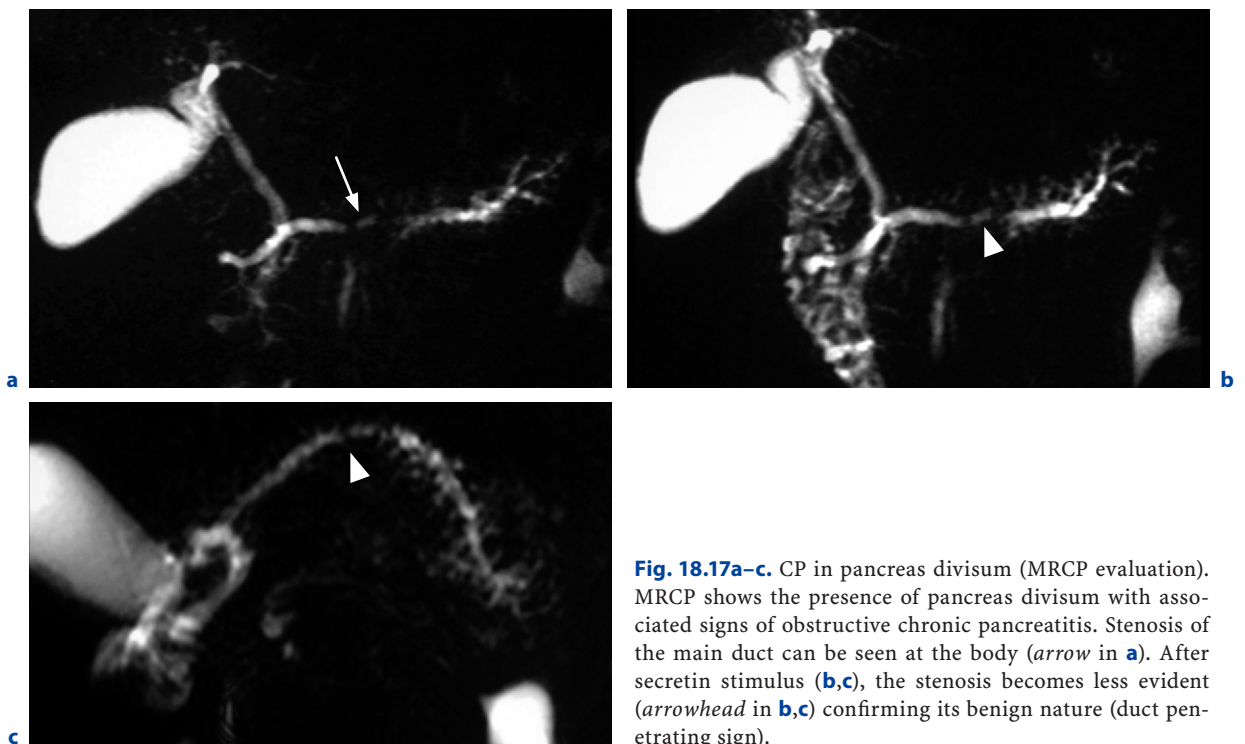 a
b
c
Fig. 18.17a–c. CP in pancreas divisum (MRCP evaluation).
MRCP shows the presence of pancreas divisum with asso-
ciated signs of obstructive chronic pancreatitis. Stenosis of
the main duct can be seen at the body (arrow in a). After
secretin stimulus (b,c), the stenosis becomes less evident
(arrowhead in b,c) confirming its benign nature (duct pen-
etrating sign).